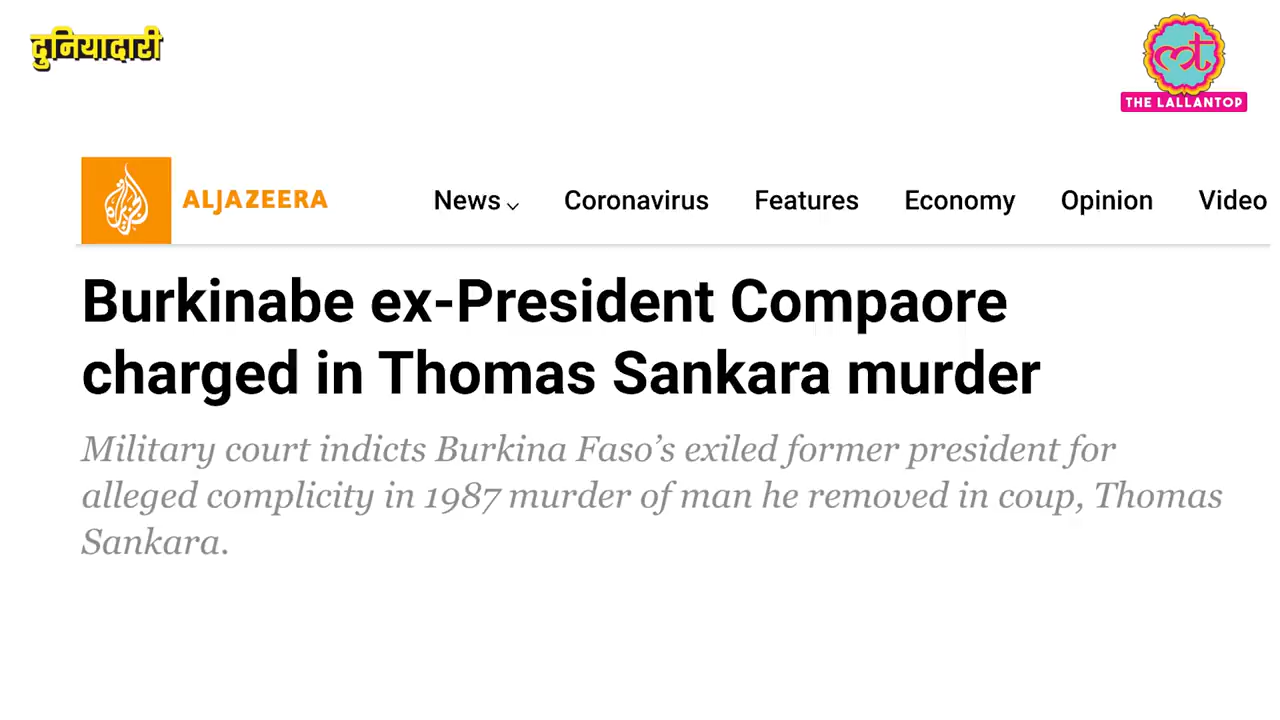 दुनियादारी
lt
THE LALLANTOP
ALJAZEERA
News Coronavirus Features Economy Opinion Video
Burkinabe ex-President Compaore
charged in Thomas Sankara murder
Military court indicts Burkina Faso’s exiled former president for
alleged complicity in 1987 murder of man he removed in coup, Thomas
Sankara.